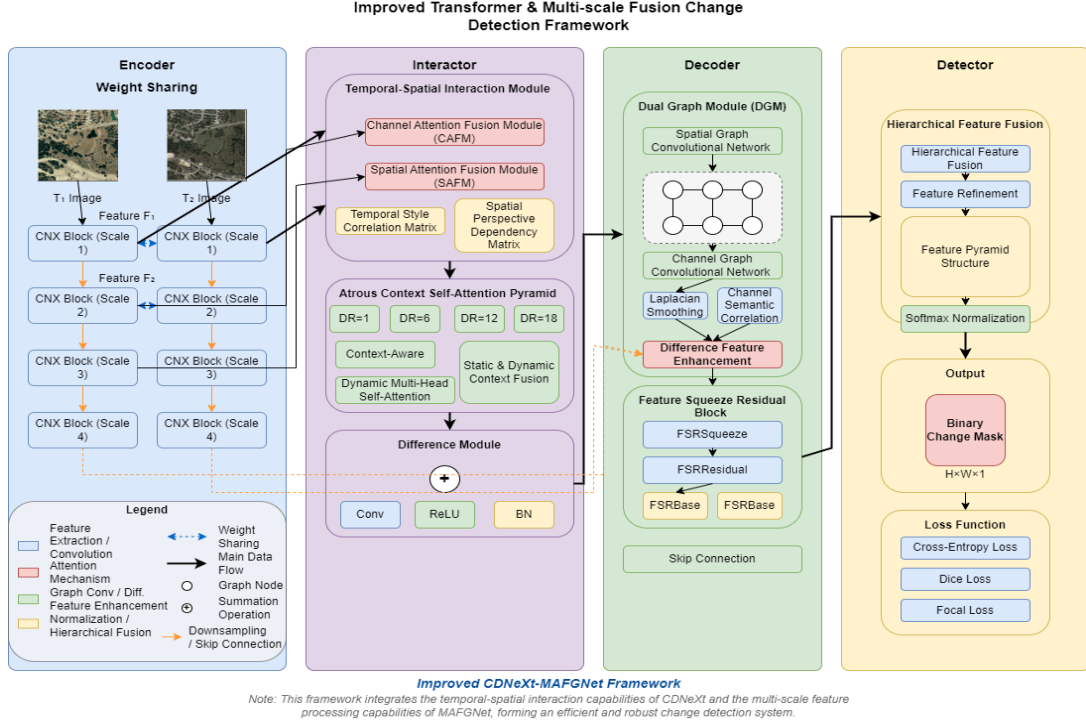 Improved Transformer & Multi-scale Fusion Change
Detection Framework
Encoder
Weight Sharing
T₁ Image
T₂ Image
Feature F₁
CNX Block (Scale
1)
CNX Block (Scale
1)
Feature F₂
CNX Block (Scale
2)
CNX Block (Scale
2)
CNX Block (Scale
3)
CNX Block (Scale
3)
CNX Block (Scale
4)
CNX Block (Scale
4)
Legend
Feature
Extraction /
Convolution
Attention
Mechanism
Graph Conv / Diff.
Feature Enhancement
Normalization /
Hierarchical Fusion
Weight
Sharing
Main Data
Flow
Graph Node
Summation
Operation
Downsampling
/ Skip Connection
Interactor
Temporal-Spatial Interaction Module
Channel Attention Fusion Module
(CAFM)
Spatial Attention Fusion Module
(SAFM)
Temporal Style
Correlation Matrix
Spatial
Perspective
Dependency
Matrix
Atrous Context Self-Attention Pyramid
DR=1
DR=6
DR=12
DR=18
Context-Aware
Dynamic Multi-Head
Self-Attention
Static & Dynamic
Context Fusion
Difference Module
+
Conv
ReLU
BN
Decoder
Dual Graph Module (DGM)
Spatial Graph
Convolutional Network
Channel Graph
Convolutional Network
Laplacian
Smoothing
Channel
Semantic
Correlation
Difference Feature
Enhancement
Feature Squeeze Residual
Block
FSRSqueeze
FSRResidual
FSRBase
FSRBase
Skip Connection
Detector
Hierarchical Feature Fusion
Hierarchical Feature
Fusion
Feature Refinement
Feature Pyramid
Structure
Softmax Normalization
Output
Binary
Change Mask
H×W×1
Loss Function
Cross-Entropy Loss
Dice Loss
Focal Loss
Improved CDNeXt-MAFGNet Framework
Note: This framework integrates the temporal-spatial interaction capabilities of CDNeXt and the multi-scale feature
processing capabilities of MAFGNet, forming an efficient and robust change detection system.